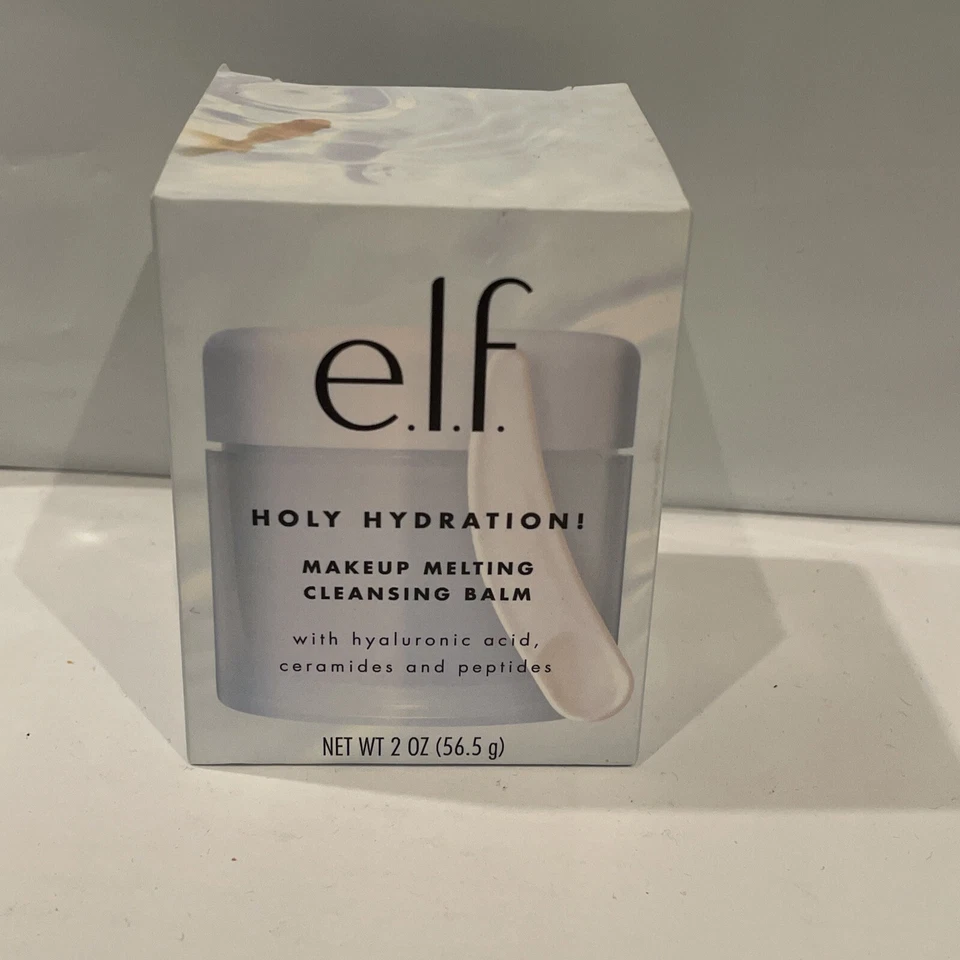 e.l.f.
HOLY HYDRATION!
MAKEUP MELTING
CLEANSING BALM
with hyaluronic acid,
ceramides and peptides
NET WT 2 OZ (56.5 g)